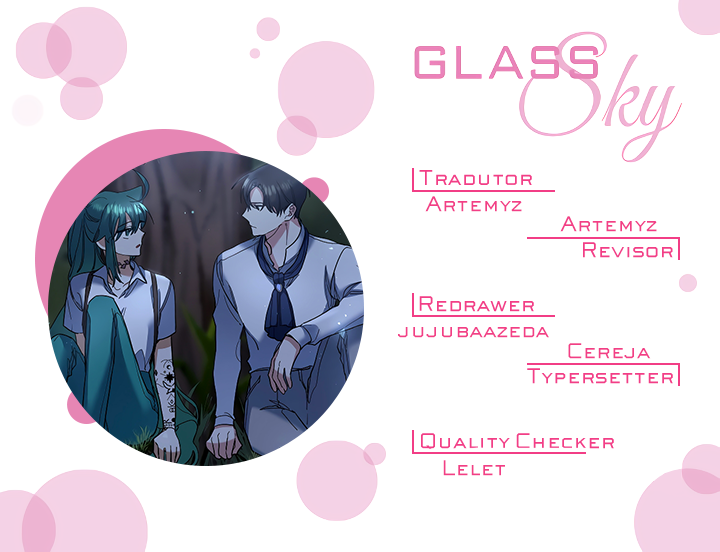 GLASS
Sky
TRADUTOR
ARTEMYZ
ARTEMYZ
REVISOR
REDRAWER
JUJUBAAZEDA
CEREJA
TYPERSETTER
QUALITY CHECKER
LELET